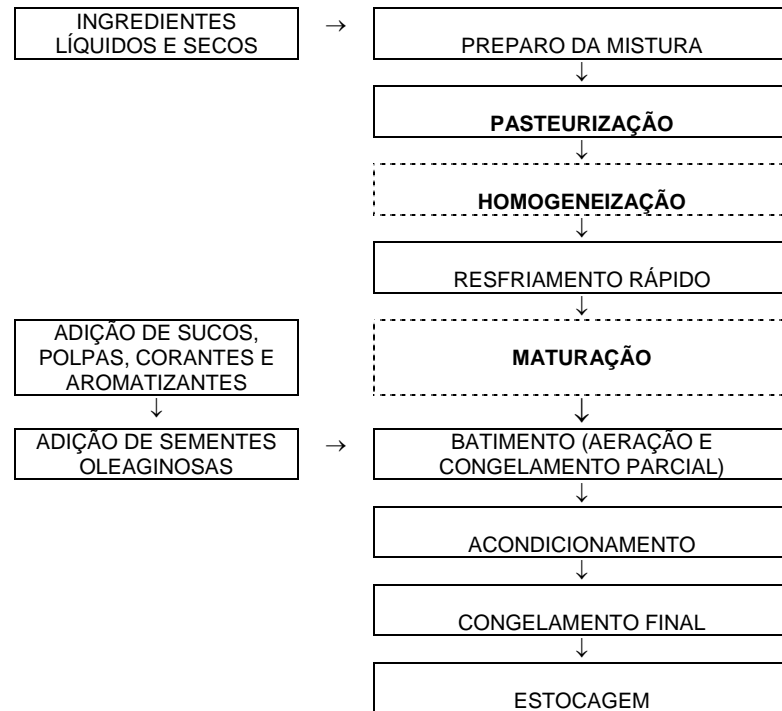 INGREDIENTES
LÍQUIDOS E SECOS
→
PREPARO DA MISTURA
↓
PASTEURIZAÇÃO
↓
HOMOGENEIZAÇÃO
↓
RESFRIAMENTO RÁPIDO
↓
ADIÇÃO DE SUCOS,
POLPAS, CORANTES E
AROMATIZANTES
MATURAÇÃO
↓
↓
ADIÇÃO DE SEMENTES
OLEAGINOSAS
→
BATIMENTO (AERAÇÃO E
CONGELAMENTO PARCIAL)
↓
ACONDICIONAMENTO
↓
CONGELAMENTO FINAL
↓
ESTOCAGEM